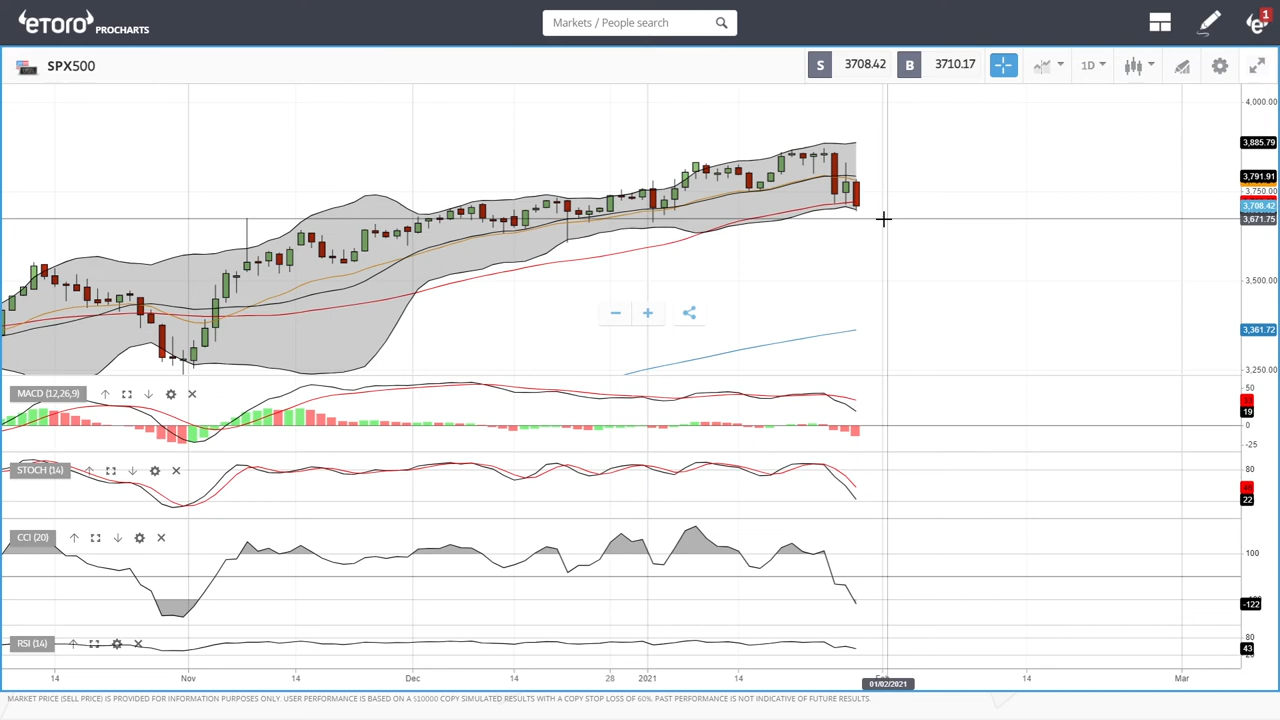 eTORO PROCHARTS
Markets / People search
1
SPX500
S 3708.42 B 3710.17
1D
4,000.00
3,885.79
3,791.91
3,750.00
3,708.42
3,671.75
3,500.00
3,361.72
3,250.00
MACD (12,26,9)
50
19
0
-25
STOCH (14)
80
22
CCI (20)
100
-122
RSI (14)
80
43
14 Nov 14 Dec 14 28 2021 14 14 Mar
01/02/2021
MARKET PRICE (SELL PRICE) IS PROVIDED FOR INFORMATION PURPOSES ONLY. USER PERFORMANCE IS BASED ON A $10000 COPY SIMULATED RESULTS WITH A COPY STOP LOSS OF 60%. PAST PERFORMANCE IS NOT INDICATIVE OF FUTURE RESULTS.